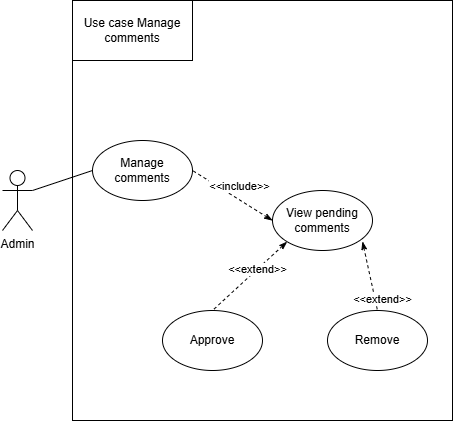 Use case Manage
comments
Manage
comments
<<include>>
View pending
comments
Admin
<<extend>>
<<extend>>
Approve
Remove